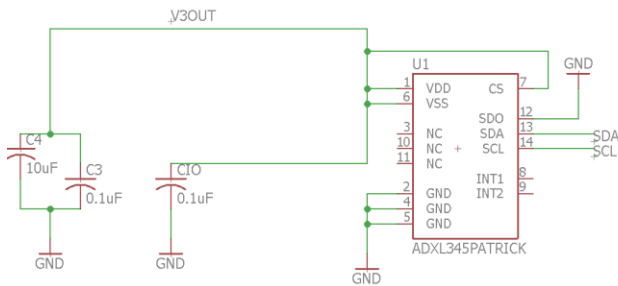 V3OUT
U1
GND
1 VDD CS 7
6 VSS
SDO 12
3 NC SDA 13 SDA
10 NC SCL 14 SCL
11 NC
INT1 8
2 GND INT2 9
4 GND
5 GND
ADXL345PATRICK
C4
10uF
C3
0.1uF
CIO
0.1uF
GND
GND
GND